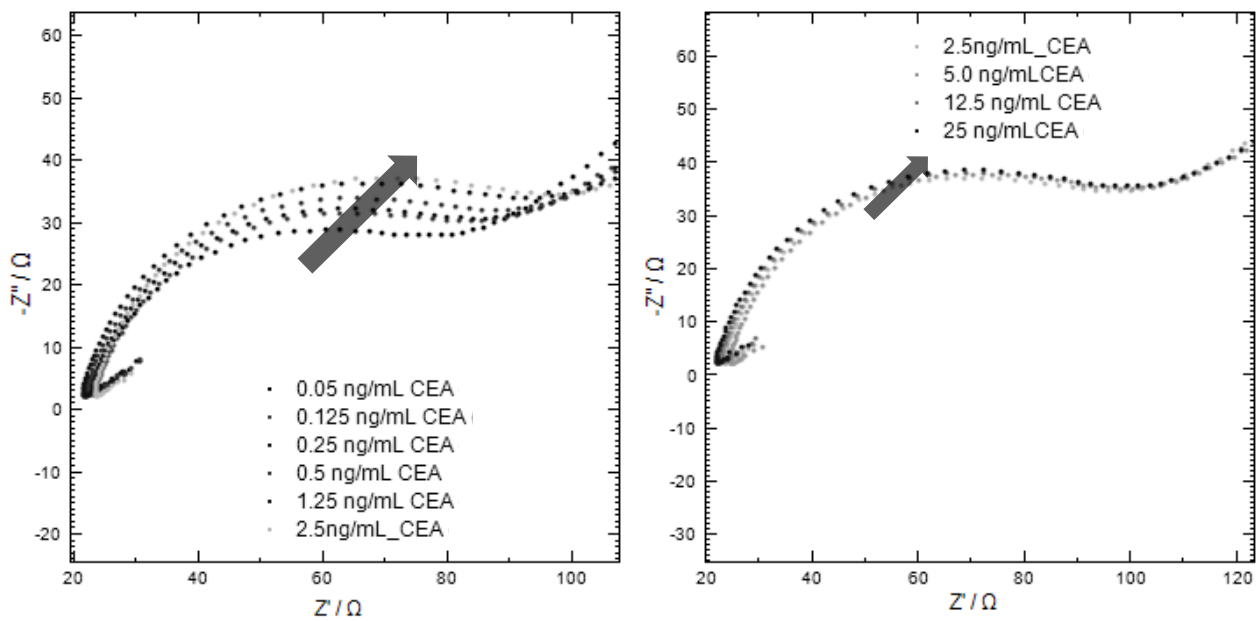 60
50
40
30
20
10
0
-10
-20
-Z'' / Ω
0.05 ng/mL CEA
0.125 ng/mL CEA
0.25 ng/mL CEA
0.5 ng/mL CEA
1.25 ng/mL CEA
2.5ng/mL_CEA
20 40 60 80 100
Z' / Ω
60
50
40
30
20
10
0
-10
-20
-30
-Z'' / Ω
2.5ng/mL_CEA
5.0 ng/mLCEA
12.5 ng/mL CEA
25 ng/mLCEA
20 40 60 80 100 120
Z' / Ω